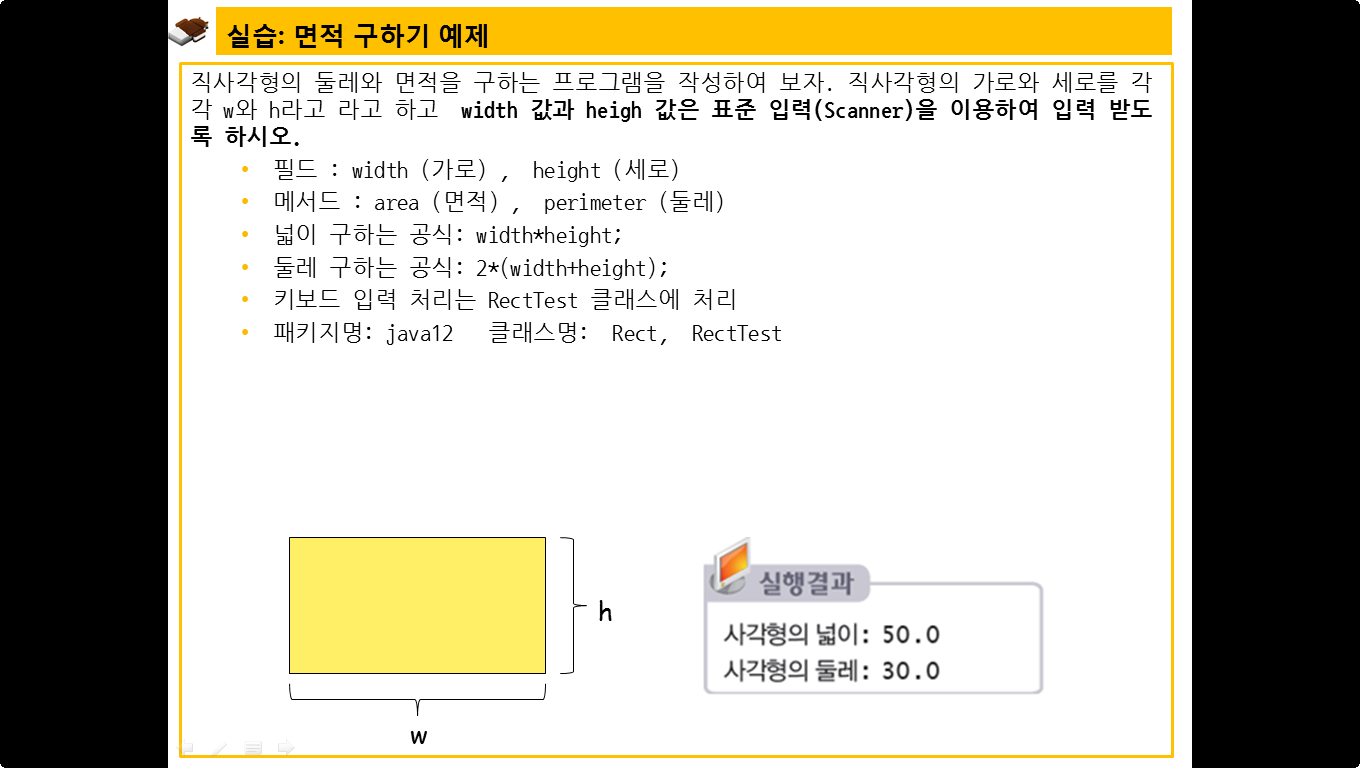 실습: 면적 구하기 예제
직사각형의 둘레와 면적을 구하는 프로그램을 작성하여 보자. 직사각형의 가로와 세로를 각
각 w와 h라고 라고 하고 width 값과 heigh 값은 표준 입력(Scanner)을 이용하여 입력 받도
록 하시오.
• 필드 : width (가로) , height (세로)
• 메서드 : area (면적) , perimeter (둘레)
• 넓이 구하는 공식: width*height;
• 둘레 구하는 공식: 2*(width+height);
• 키보드 입력 처리는 RectTest 클래스에 처리
• 패키지명: java12 클래스명: Rect, RectTest
h
w
실행결과
사각형의 넓이: 50.0
사각형의 둘레: 30.0